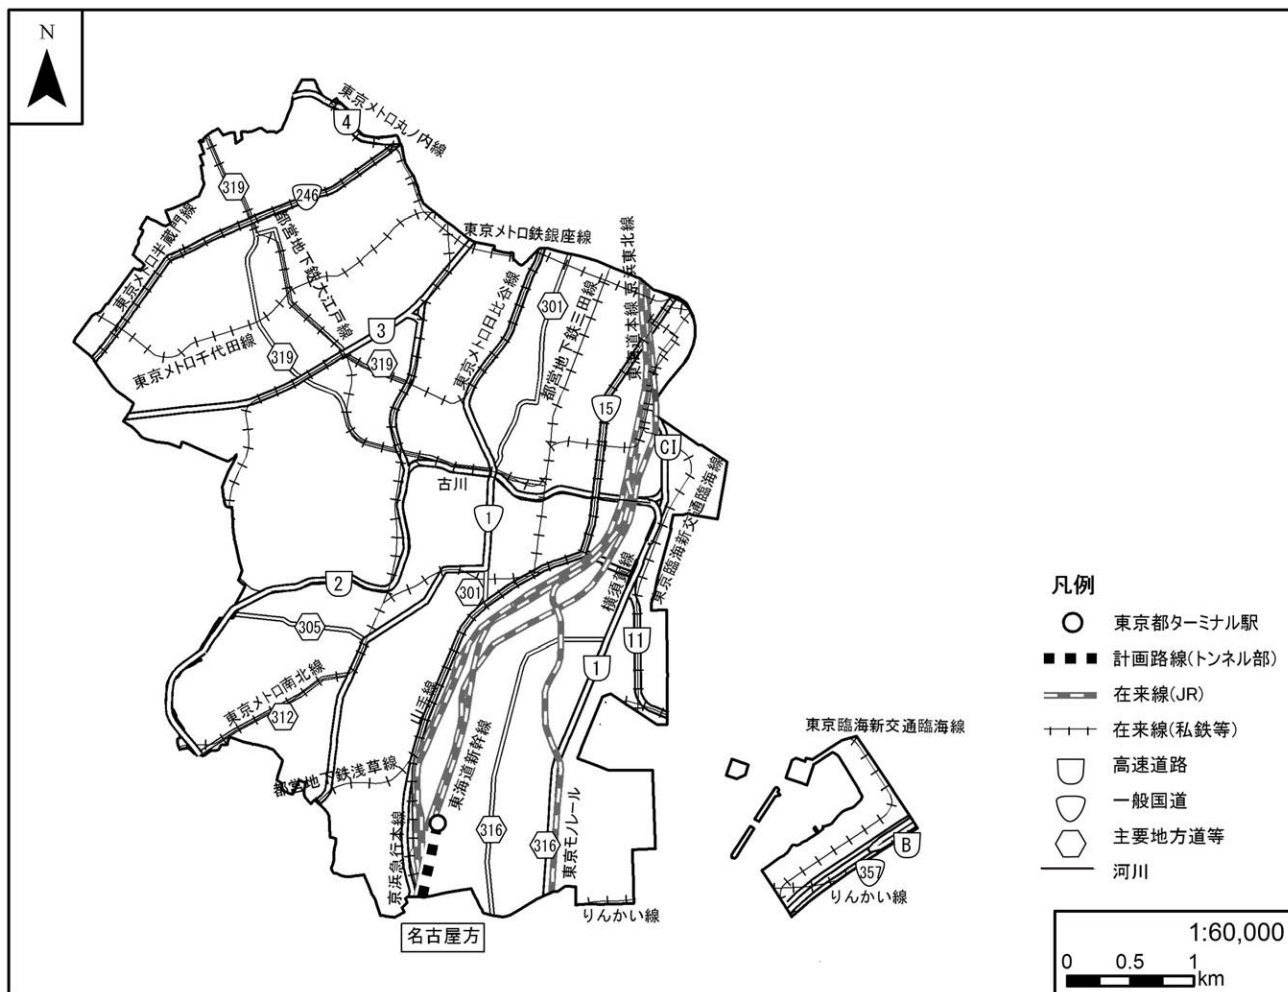 N
東京メトロ丸ノ内線
4
319
246
東京メトロ半蔵門線
都営地下鉄大江戸線
東京メトロ鉄銀座線
京浜東北線
東海道本線
東京メトロ日比谷線
301
都営地下鉄三田線
3
319
319
東京メトロ千代田線
15
CI
古川
1
東京臨海新交通臨海線
横須賀線
2
301
305
11
1
東京メトロ南北線
312
山手線
都営地下鉄浅草線
東海道新幹線
京浜急行本線
316
316
東京モノレール
りんかい線
名古屋方
東京臨海新交通臨海線
B
357
りんかい線
凡例
東京都ターミナル駅
計画路線(トンネル部)
在来線(JR)
在来線(私鉄等)
高速道路
一般国道
主要地方道等
河川
1:60,000
0 0.5 1
km